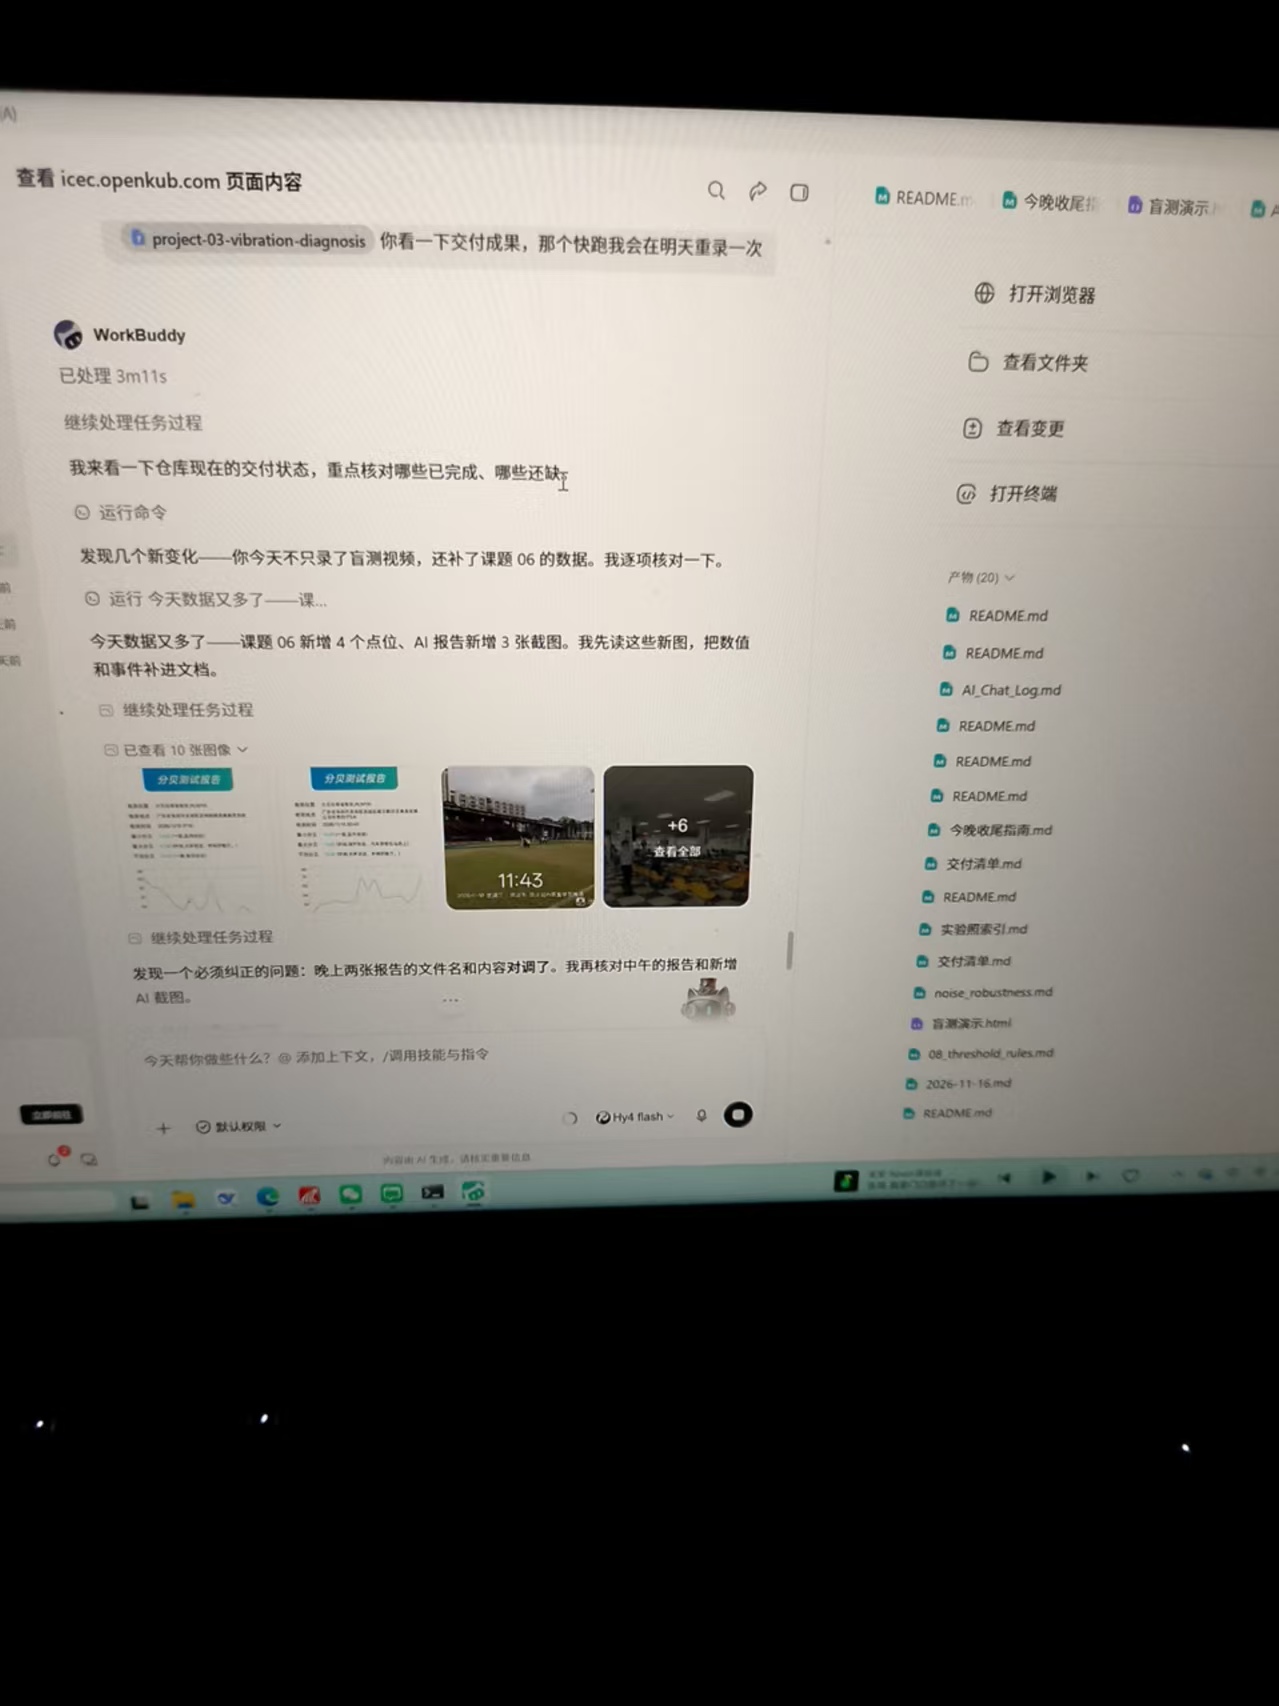 查看 icec.openkub.com 页面内容
README.m
今晚收尾指
盲测演示.
project-03-vibration-diagnosis 你看一下交付成果，那个快跑我会在明天重录一次
打开浏览器
查看文件夹
查看变更
打开终端
WorkBuddy
已处理 3m11s
继续处理任务过程
我来看一下仓库现在的交付状态，重点核对哪些已完成、哪些还缺。
运行命令
发现几个新变化——你今天不只录了盲测视频，还补了课题 06 的数据。我逐项核对一下。
运行 今天数据又多了——课...
今天数据又多了——课题 06 新增 4 个点位、AI 报告新增 3 张截图。我先读这些新图，把数值
和事件补进文档。
继续处理任务过程
已查看 10 张图像
分贝测试报告
分贝测试报告
11:43
+6
查看全部
继续处理任务过程
发现一个必须纠正的问题：晚上两张报告的文件名和内容对调了。我再核对中午的报告和新增
AI 截图。
...
今天帮你做些什么？@ 添加上下文，/调用技能与指令
默认权限
Hy4 flash
内容由 AI 生成，请核实重要信息
产物 (20)
README.md
README.md
AI_Chat_Log.md
README.md
README.md
README.md
今晚收尾指南.md
交付清单.md
README.md
实验照索引.md
交付清单.md
noise_robustness.md
盲测演示.html
08_threshold_rules.md
2026-11-16.md
README.md